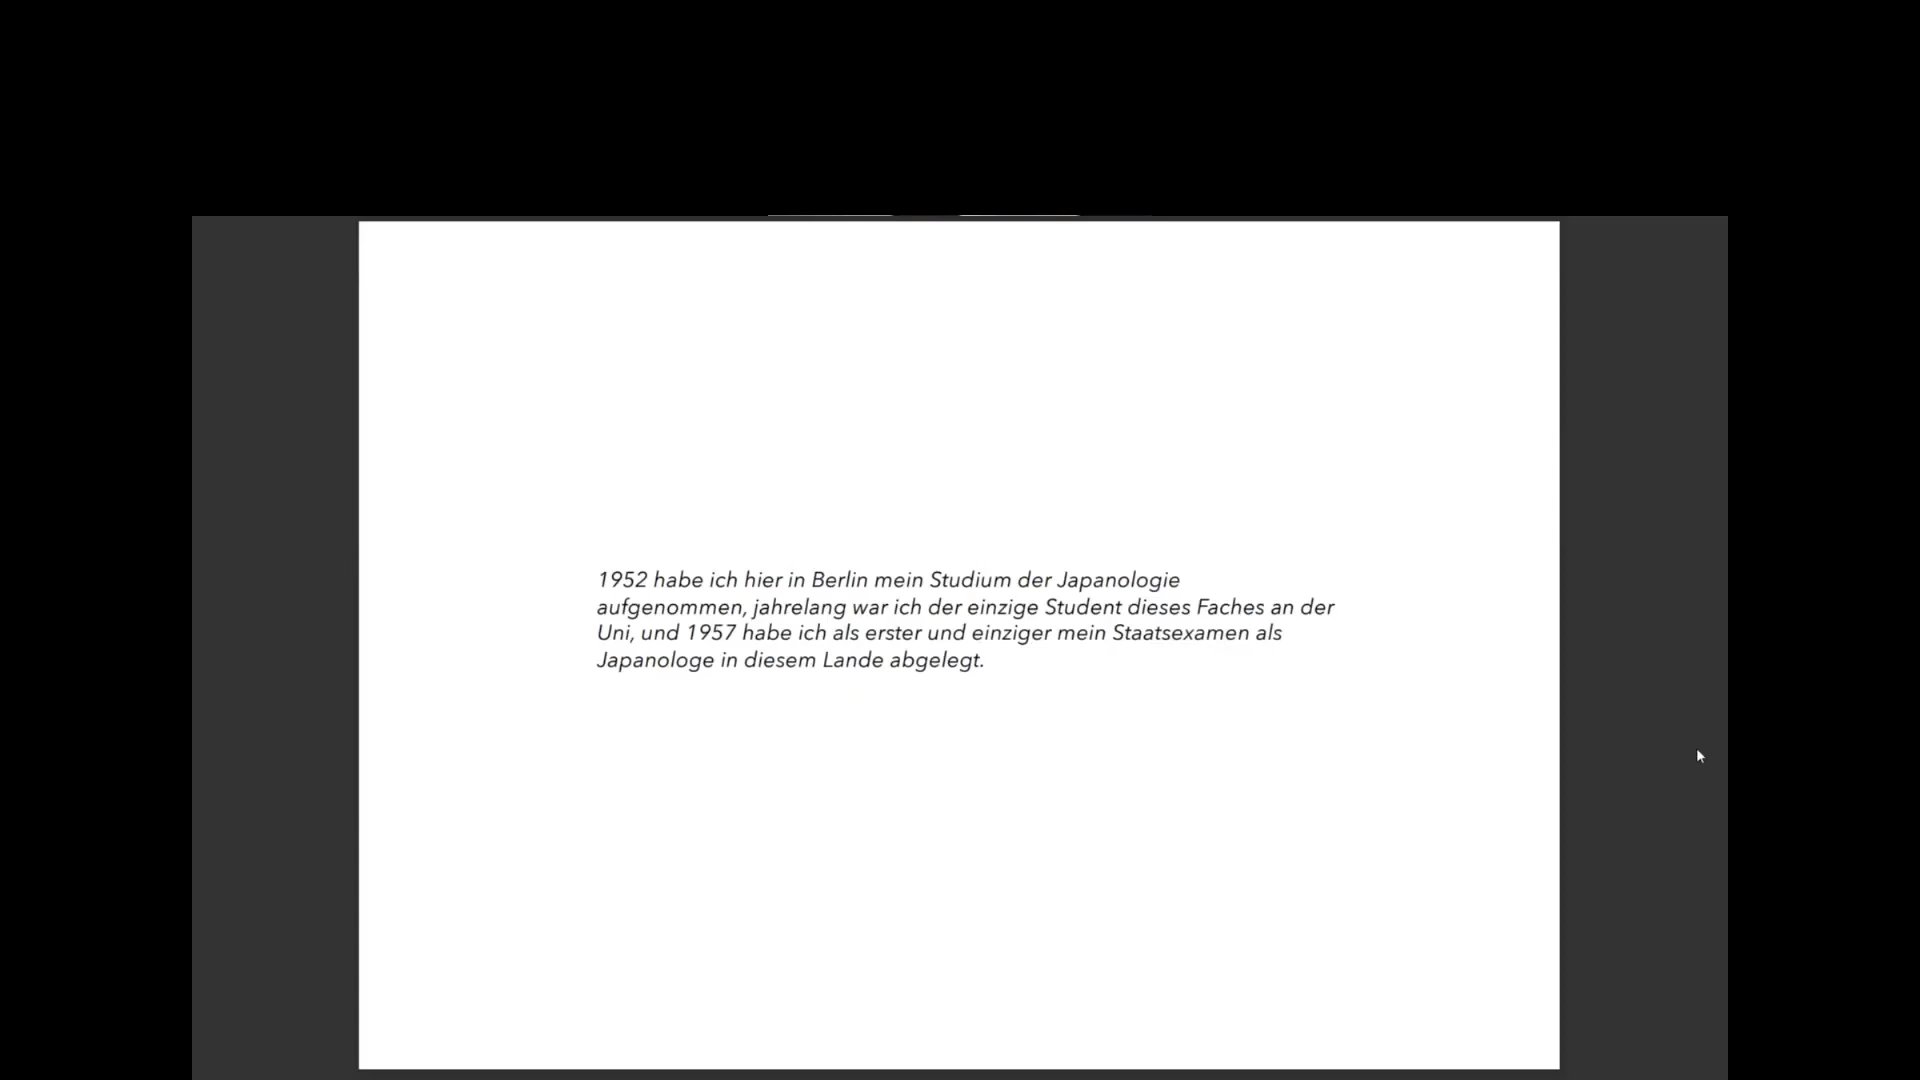 1952 habe ich hier in Berlin mein Studium der Japanologie
aufgenommen, jahrelang war ich der einzige Student dieses Faches an der
Uni, und 1957 habe ich als erster und einziger mein Staatsexamen als
Japanologe in diesem Lande abgelegt.